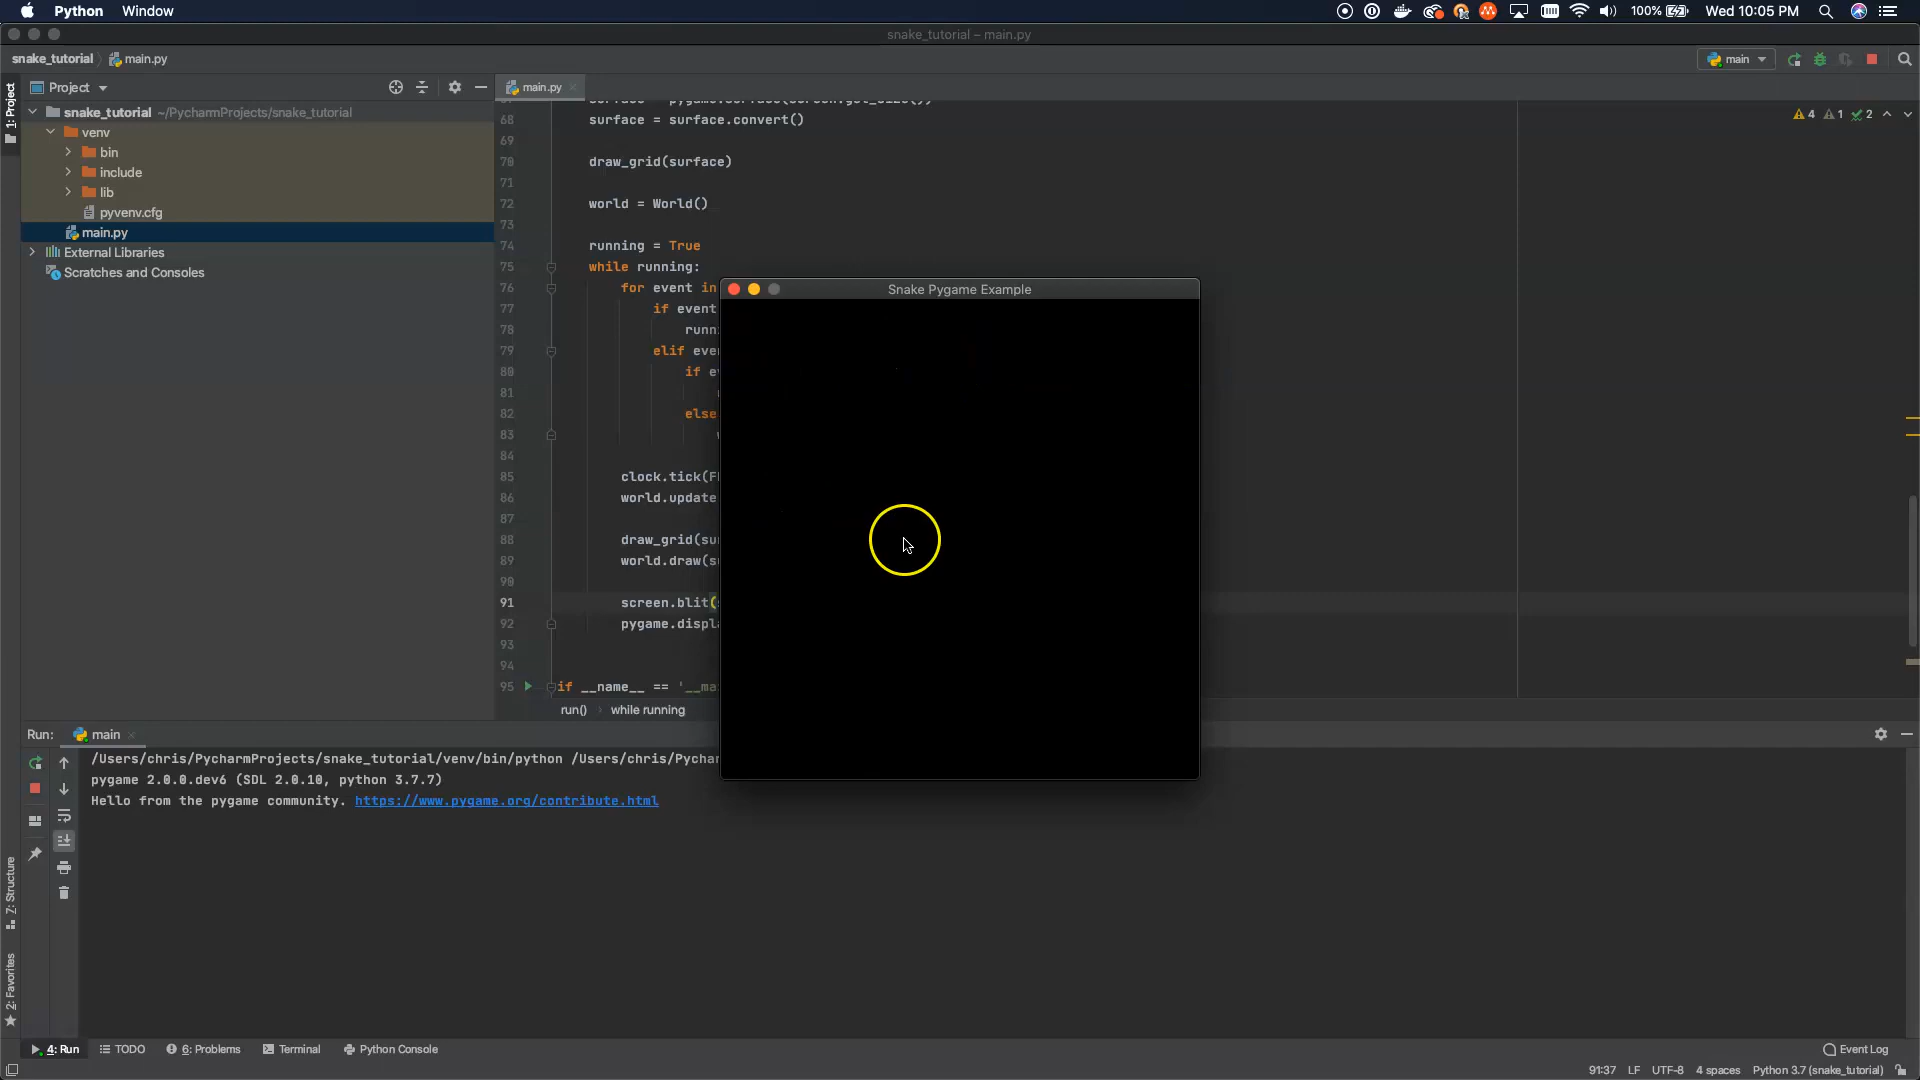 Python Window 100% Wed 10:05 PM
snake_tutorial – main.py
snake_tutorial main.py main
1: Project
Project
main.py
snake_tutorial ~/PycharmProjects/snake_tutorial
venv
bin
include
lib
pyvenv.cfg
main.py
External Libraries
Scratches and Consoles
4 1 2
68 surface = surface.convert()
69
70 draw_grid(surface)
71
72 world = World()
73
74 running = True
75 while running:
76 for event in
77 if event
78 runn
79 elif eve
80 if e
81
82 else
83
84
85 clock.tick(F
86 world.update
87
88 draw_grid(su
89 world.draw(s
90
91 screen.blit(
92 pygame.displ
93
94
95 if __name__ == '__ma
run() while running
Snake Pygame Example
Run: main
/Users/chris/PycharmProjects/snake_tutorial/venv/bin/python /Users/chris/Pychar
pygame 2.0.0.dev6 (SDL 2.0.10, python 3.7.7)
Hello from the pygame community. https://www.pygame.org/contribute.html
7: Structure
2: Favorites
4: Run TODO 6: Problems Terminal Python Console Event Log
91:37 LF UTF-8 4 spaces Python 3.7 (snake_tutorial)